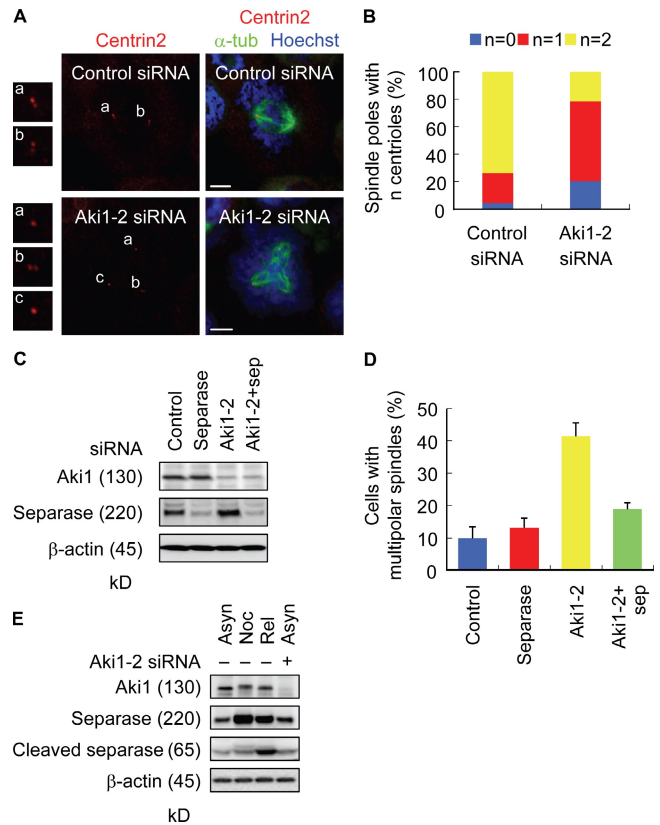 A
Centrin2
Centrin2
α-tub Hoechst
Control siRNA
Control siRNA
a
b
a
b
Aki1-2 siRNA
Aki1-2 siRNA
a
b
c
a
c
b
B
n=0 n=1 n=2
Spindle poles with
n centrioles (%)
100
80
60
40
20
0
Control
siRNA
Aki1-2
siRNA
C
siRNA
Control
Separase
Aki1-2
Aki1-2+sep
Aki1 (130)
Separase (220)
β-actin (45)
kD
D
Cells with
multipolar spindles (%)
50
40
30
20
10
0
Control
Separase
Aki1-2
Aki1-2+
sep
E
Asyn
Noc
Rel
Asyn
Aki1-2 siRNA – – – +
Aki1 (130)
Separase (220)
Cleaved separase (65)
β-actin (45)
kD